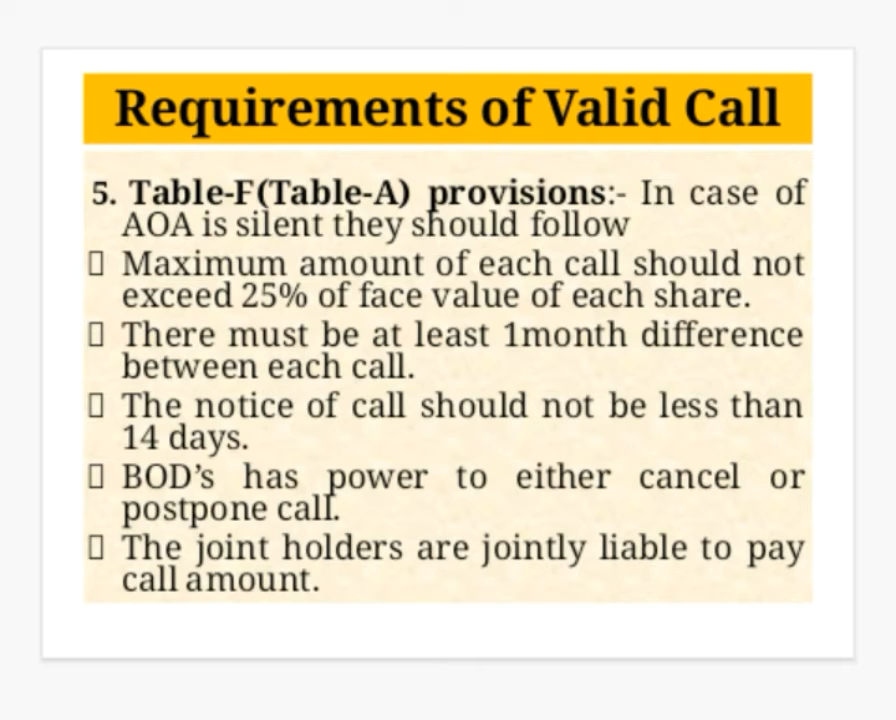 Requirements of Valid Call
5. Table-F(Table-A) provisions:- In case of
AOA is silent they should follow
▯ Maximum amount of each call should not
exceed 25% of face value of each share.
▯ There must be at least 1month difference
between each call.
▯ The notice of call should not be less than
14 days.
▯ BOD’s has power to either cancel or
postpone call.
▯ The joint holders are jointly liable to pay
call amount.